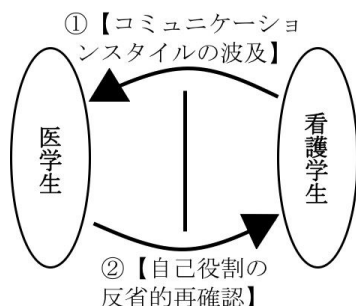 ①【コミュニケーショ
ンスタイルの波及】
医学生
看護学生
②【自己役割の
反省的再確認】